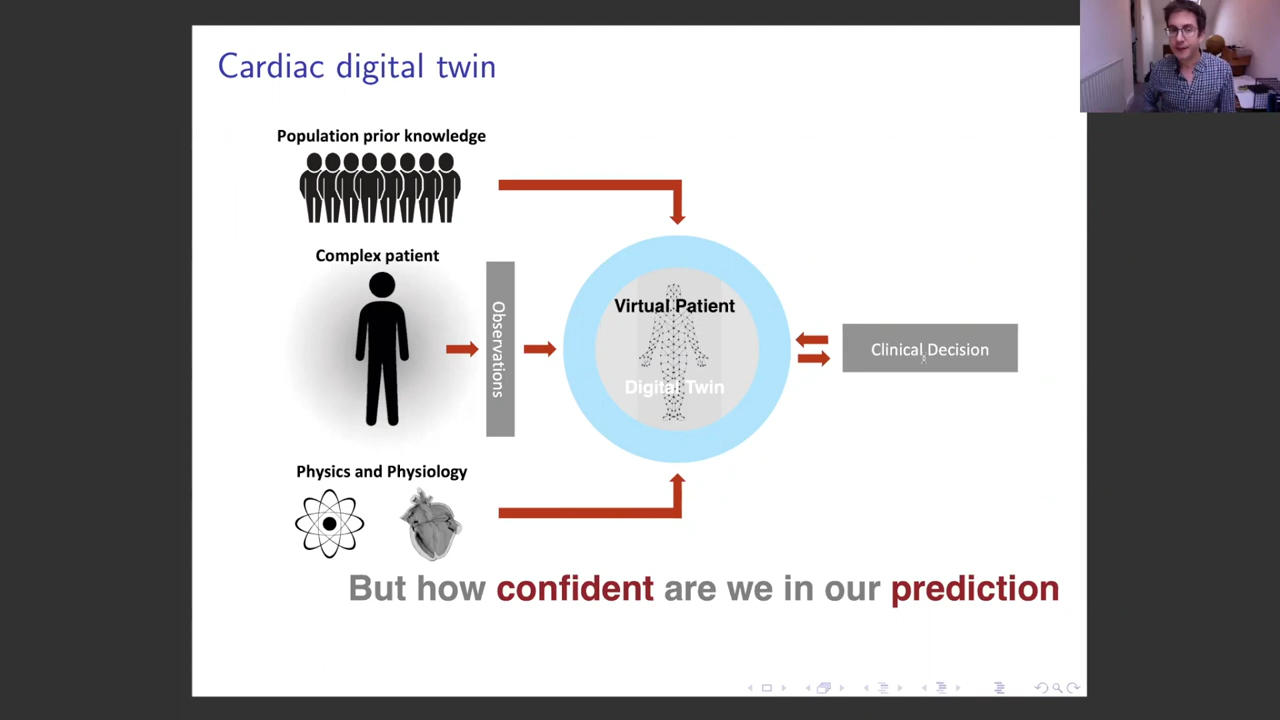 Cardiac digital twin
Population prior knowledge
Complex patient
Observations
Virtual Patient
Digital Twin
Clinical Decision
Physics and Physiology
But how confident are we in our prediction